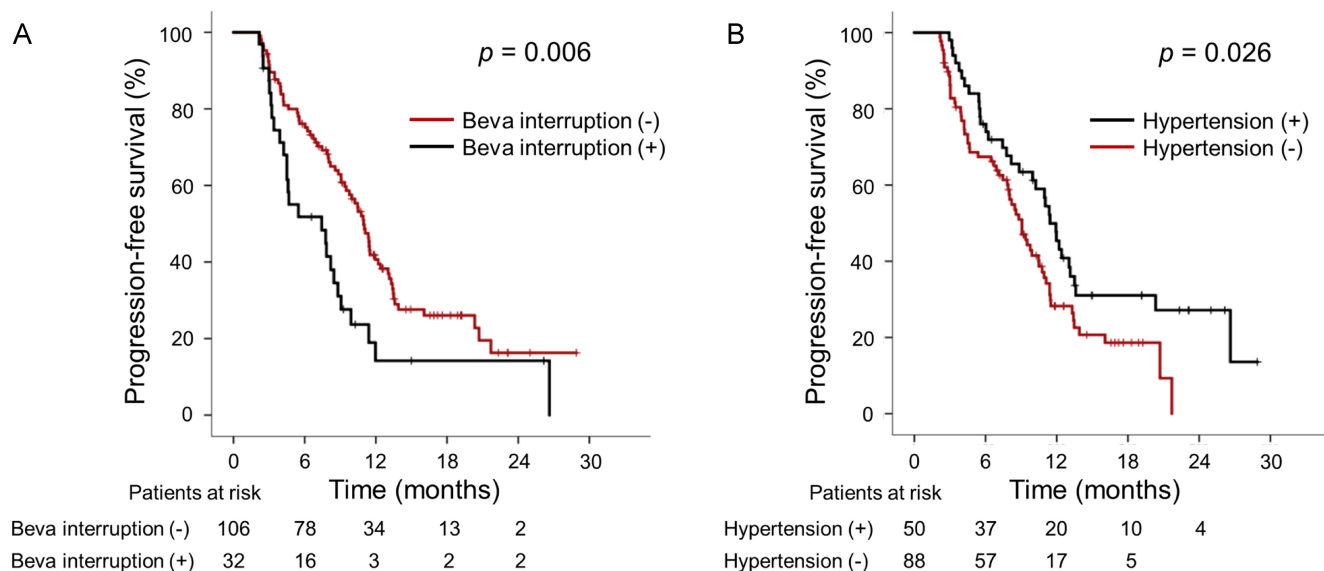 A
p = 0.006
Beva interruption (-)
Beva interruption (+)
Progression-free survival (%)
100
80
60
40
20
0
0 6 12 18 24 30
Patients at risk Time (months)
Beva interruption (-) 106 78 34 13 2
Beva interruption (+) 32 16 3 2 2
B
p = 0.026
Hypertension (+)
Hypertension (-)
Progression-free survival (%)
100
80
60
40
20
0
0 6 12 18 24 30
Patients at risk Time (months)
Hypertension (+) 50 37 20 10 4
Hypertension (-) 88 57 17 5